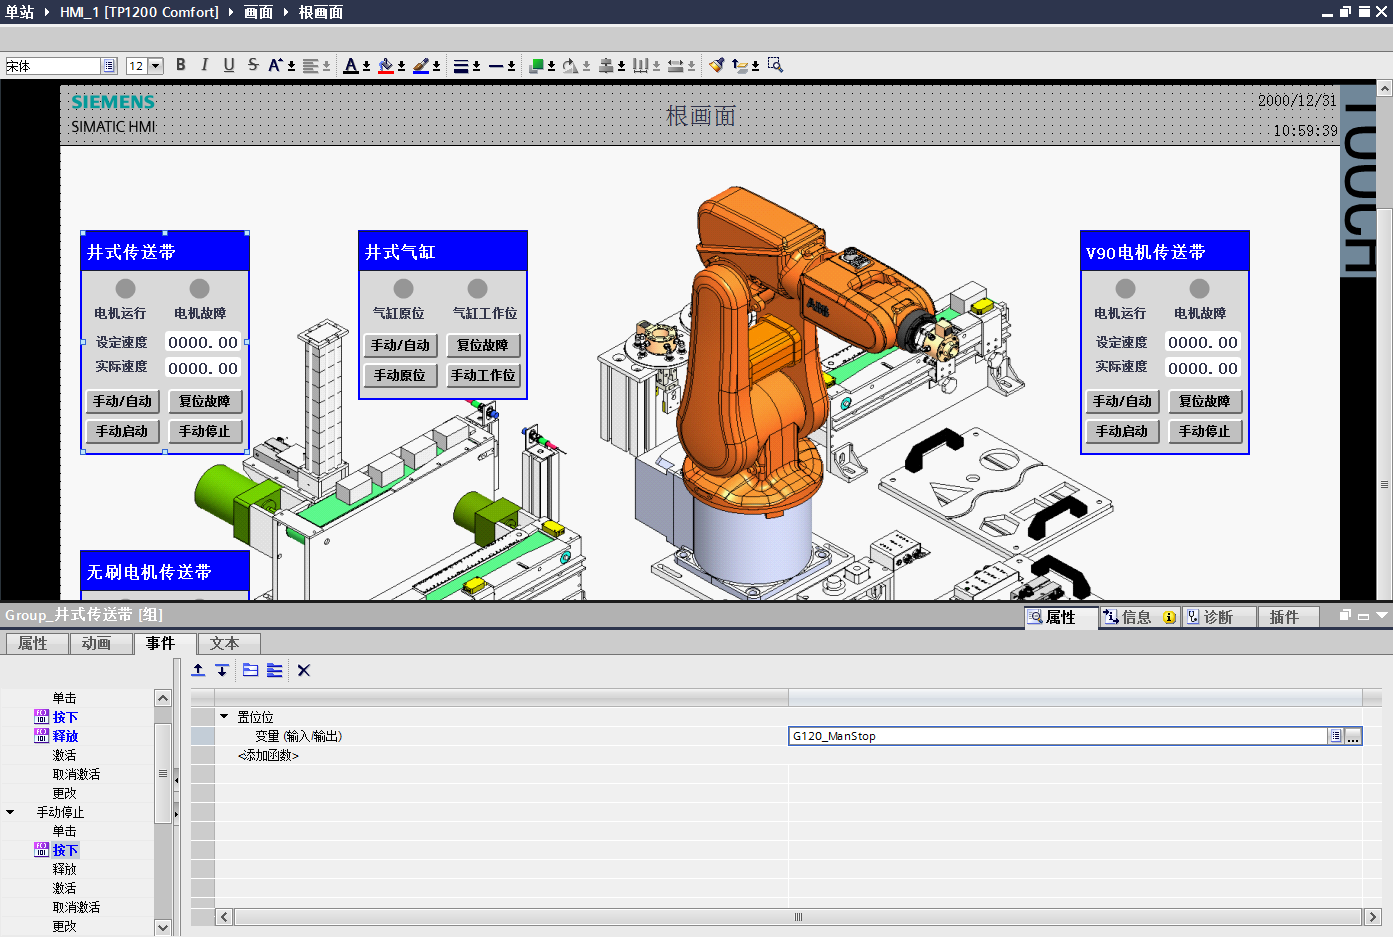 单站 HMI_1 [TP1200 Comfort] 画面 根画面
宋体 12 B I U S A A
SIEMENS
SIMATIC HMI
根画面
2000/12/31
10:59:39
TOUCH
井式传送带
电机运行 电机故障
设定速度 0000.00
实际速度 0000.00
手动/自动 复位故障
手动启动 手动停止
井式气缸
气缸原位 气缸工作位
手动/自动 复位故障
手动原位 手动工作位
V90电机传送带
电机运行 电机故障
设定速度 0000.00
实际速度 0000.00
手动/自动 复位故障
手动启动 手动停止
ABB
无刷电机传送带
Group_井式传送带 [组]
属性 信息 诊断 插件
属性 动画 事件 文本
单击
按下
释放
激活
取消激活
更改
手动停止
单击
按下
释放
激活
取消激活
更改
置位位
变量 (输入/输出) G120_ManStop ...
<添加函数>